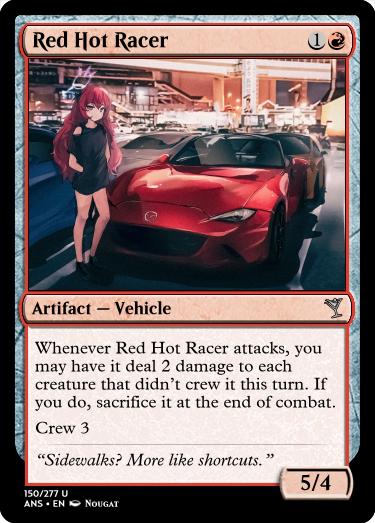 Red Hot Racer 1
Artifact — Vehicle
Whenever Red Hot Racer attacks, you
may have it deal 2 damage to each
creature that didn't crew it this turn. If
you do, sacrifice it at the end of combat.
Crew 3
“Sidewalks? More like shortcuts.”
5/4
150/277 U
ANS • EN Nougat